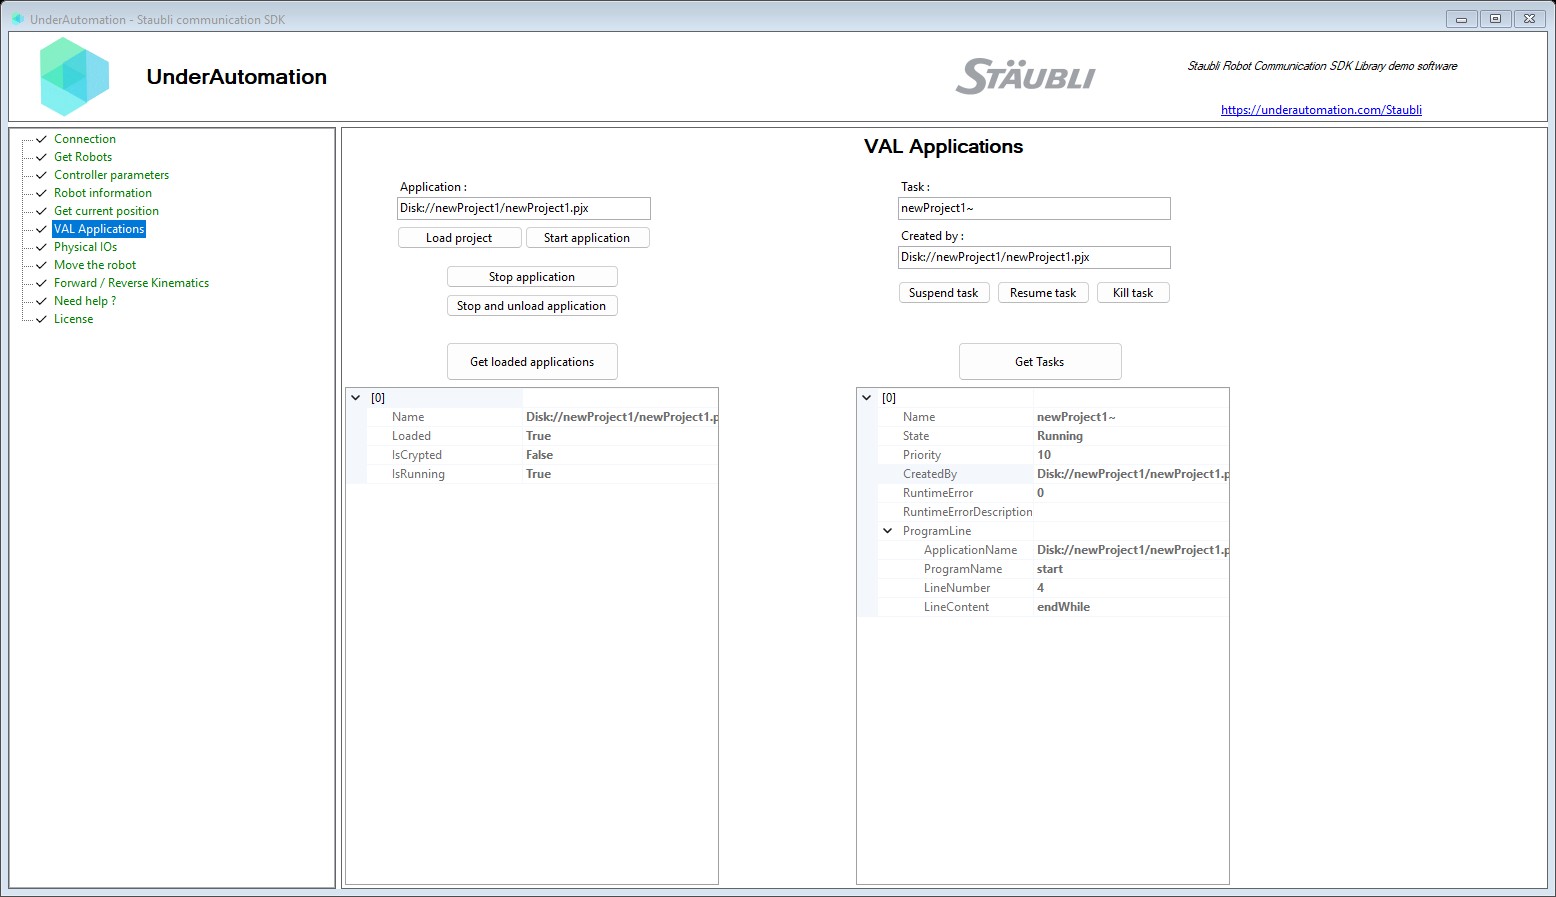 UnderAutomation - Staubli communication SDK
UnderAutomation
STÄUBLI
Staubli Robot Communication SDK Library demo software
https://underautomation.com/Staubli
Connection
Get Robots
Controller parameters
Robot information
Get current position
VAL Applications
Physical IOs
Move the robot
Forward / Reverse Kinematics
Need help ?
License
VAL Applications
Application :
Disk://newProject1/newProject1.pjx
Load project
Start application
Stop application
Stop and unload application
Get loaded applications
[0]
Name Disk://newProject1/newProject1.p
Loaded True
IsCrypted False
IsRunning True
Task :
newProject1~
Created by :
Disk://newProject1/newProject1.pjx
Suspend task
Resume task
Kill task
Get Tasks
[0]
Name newProject1~
State Running
Priority 10
CreatedBy Disk://newProject1/newProject1.p
RuntimeError 0
RuntimeErrorDescription
ProgramLine
ApplicationName Disk://newProject1/newProject1.p
ProgramName start
LineNumber 4
LineContent endWhile